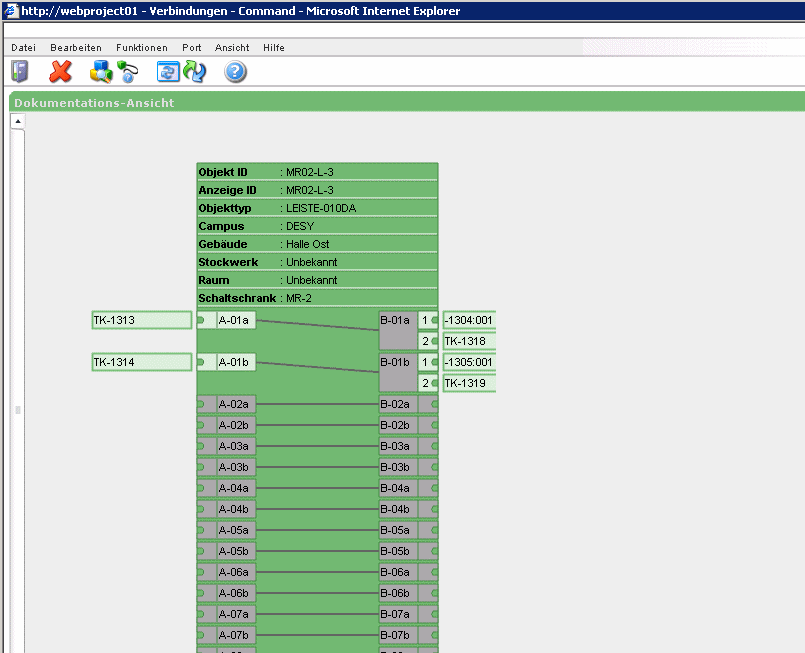 http://webproject01 - Verbindungen - Command - Microsoft Internet Explorer
Datei Bearbeiten Funktionen Port Ansicht Hilfe
Dokumentations-Ansicht
Objekt ID : MR02-L-3
Anzeige ID : MR02-L-3
Objekttyp : LEISTE-010DA
Campus : DESY
Gebäude : Halle Ost
Stockwerk : Unbekannt
Raum : Unbekannt
Schaltschrank : MR-2
TK-1313 A-01a B-01a 1 -1304:001
2 TK-1318
TK-1314 A-01b B-01b 1 -1305:001
2 TK-1319
A-02a B-02a
A-02b B-02b
A-03a B-03a
A-03b B-03b
A-04a B-04a
A-04b B-04b
A-05a B-05a
A-05b B-05b
A-06a B-06a
A-06b B-06b
A-07a B-07a
A-07b B-07b